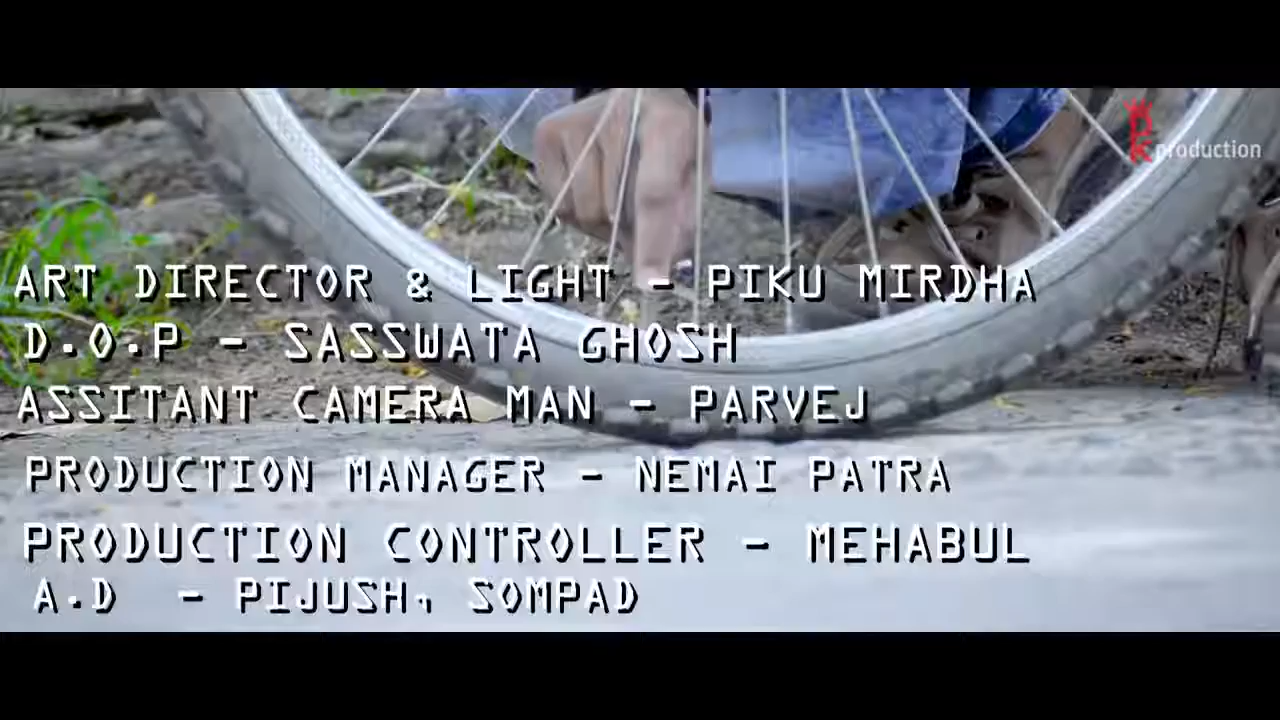 PK production
ART DIRECTOR & LIGHT - PIKU MIRDHA
D.O.P - SASSWATA GHOSH
ASSITANT CAMERA MAN - PARVEJ
PRODUCTION MANAGER - NEMAI PATRA
PRODUCTION CONTROLLER - MEHABUL
A.D - PIJUSH, SOMPAD